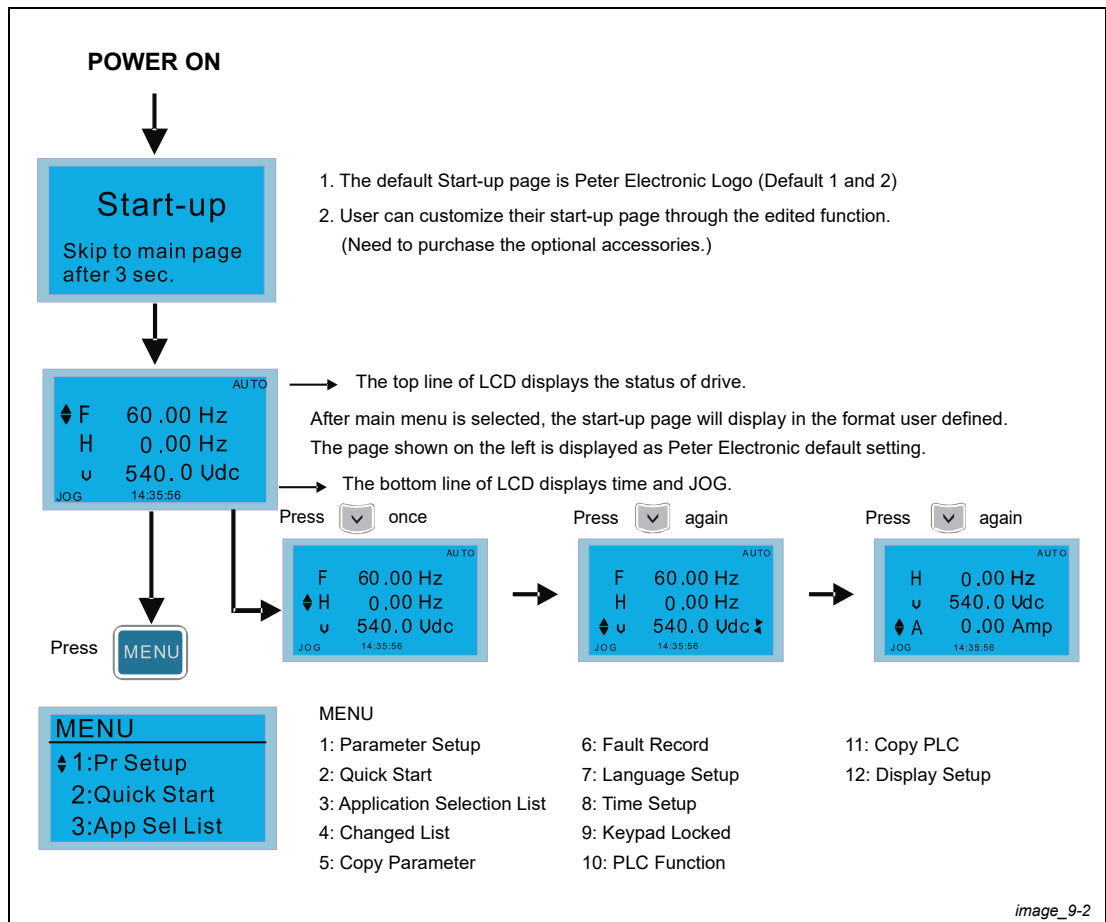 POWER ON
Start-up
Skip to main page
after 3 sec.
1. The default Start-up page is Peter Electronic Logo (Default 1 and 2)
2. User can customize their start-up page through the edited function.
(Need to purchase the optional accessories.)
AUTO
F 60.00 Hz
H 0.00 Hz
υ 540.0 Vdc
JOG 14:35:56
The top line of LCD displays the status of drive.
After main menu is selected, the start-up page will display in the format user defined.
The page shown on the left is displayed as Peter Electronic default setting.
The bottom line of LCD displays time and JOG.
Press once
AUTO
F 60.00 Hz
H 0.00 Hz
υ 540.0 Vdc
JOG 14:35:56
Press again
AUTO
F 60.00 Hz
H 0.00 Hz
υ 540.0 Vdc
JOG 14:35:56
Press again
AUTO
H 0.00 Hz
υ 540.0 Vdc
A 0.00 Amp
JOG 14:35:56
Press MENU
MENU
1:Pr Setup
2:Quick Start
3:App Sel List
MENU
1: Parameter Setup
2: Quick Start
3: Application Selection List
4: Changed List
5: Copy Parameter
6: Fault Record
7: Language Setup
8: Time Setup
9: Keypad Locked
10: PLC Function
11: Copy PLC
12: Display Setup
image_9-2